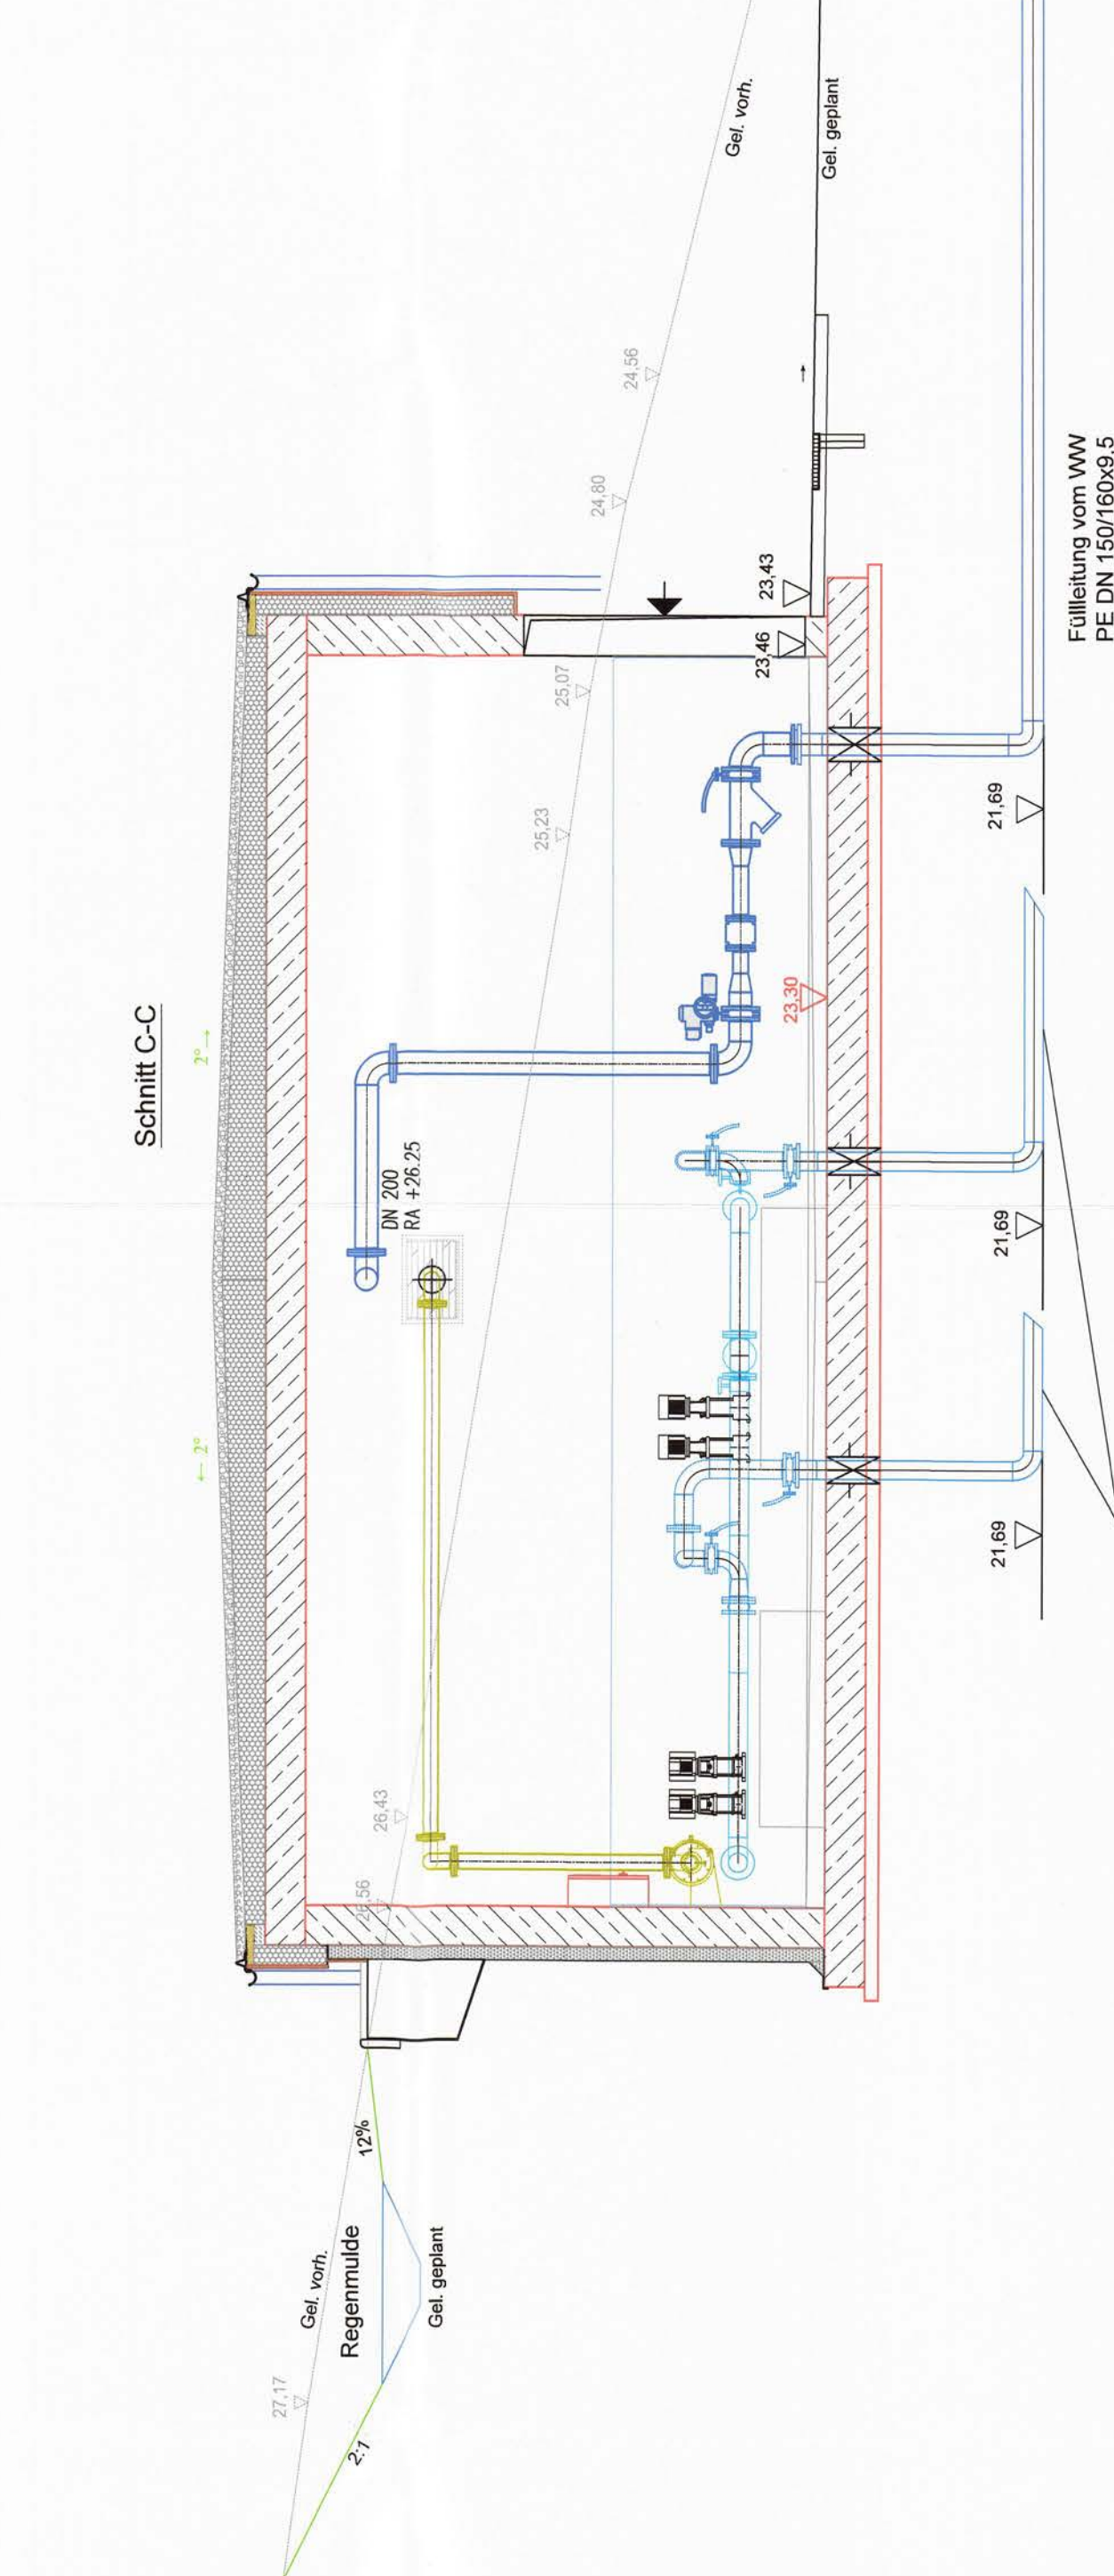 Schnitt C-C
← 2°
2° →
27,17
Gel. vorh.
2:1
Regenmulde
12%
Gel. geplant
26,56
26,43
DN 200
RA +26.25
25,23
25,07
24,80
24,56
Gel. vorh.
Gel. geplant
23,46
23,43
23,30
21,69
21,69
21,69
Füllleitung vom WW
PE DN 150/160x9,5